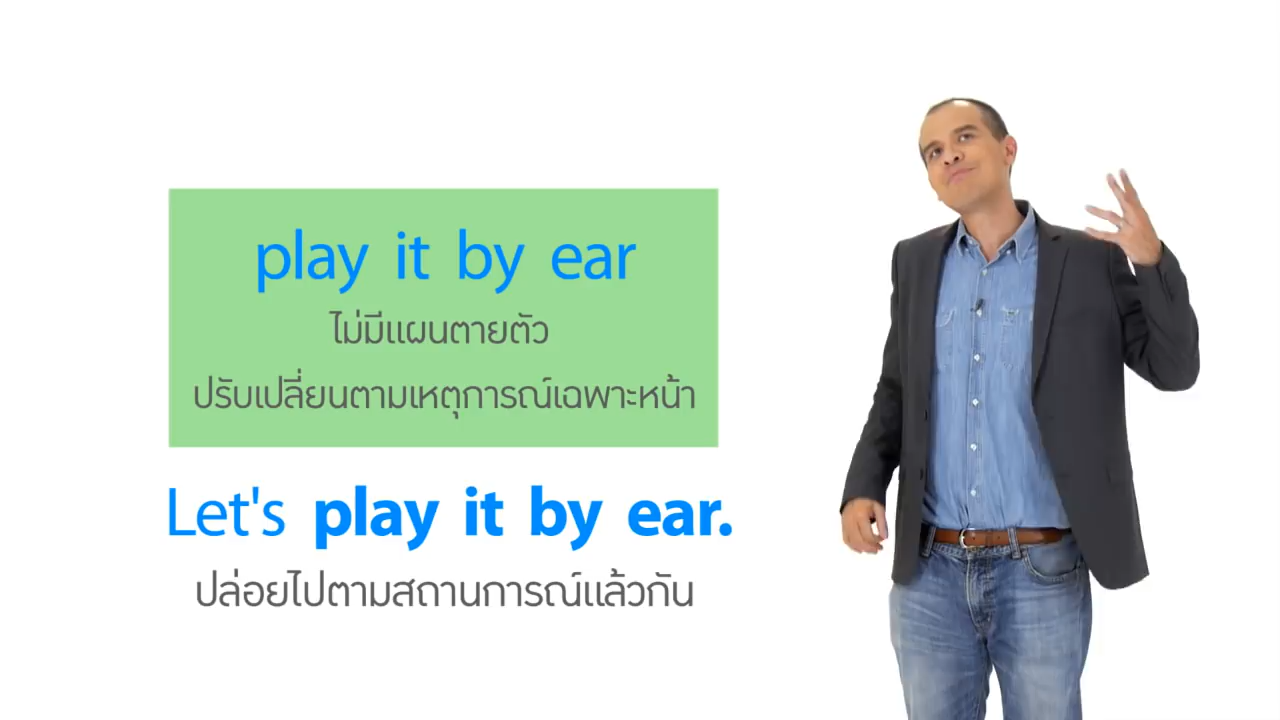 play it by ear
ไม่มีแผนตายตัว
ปรับเปลี่ยนตามเหตุการณ์เฉพาะหน้า
Let's play it by ear.
ปล่อยไปตามสถานการณ์แล้วกัน